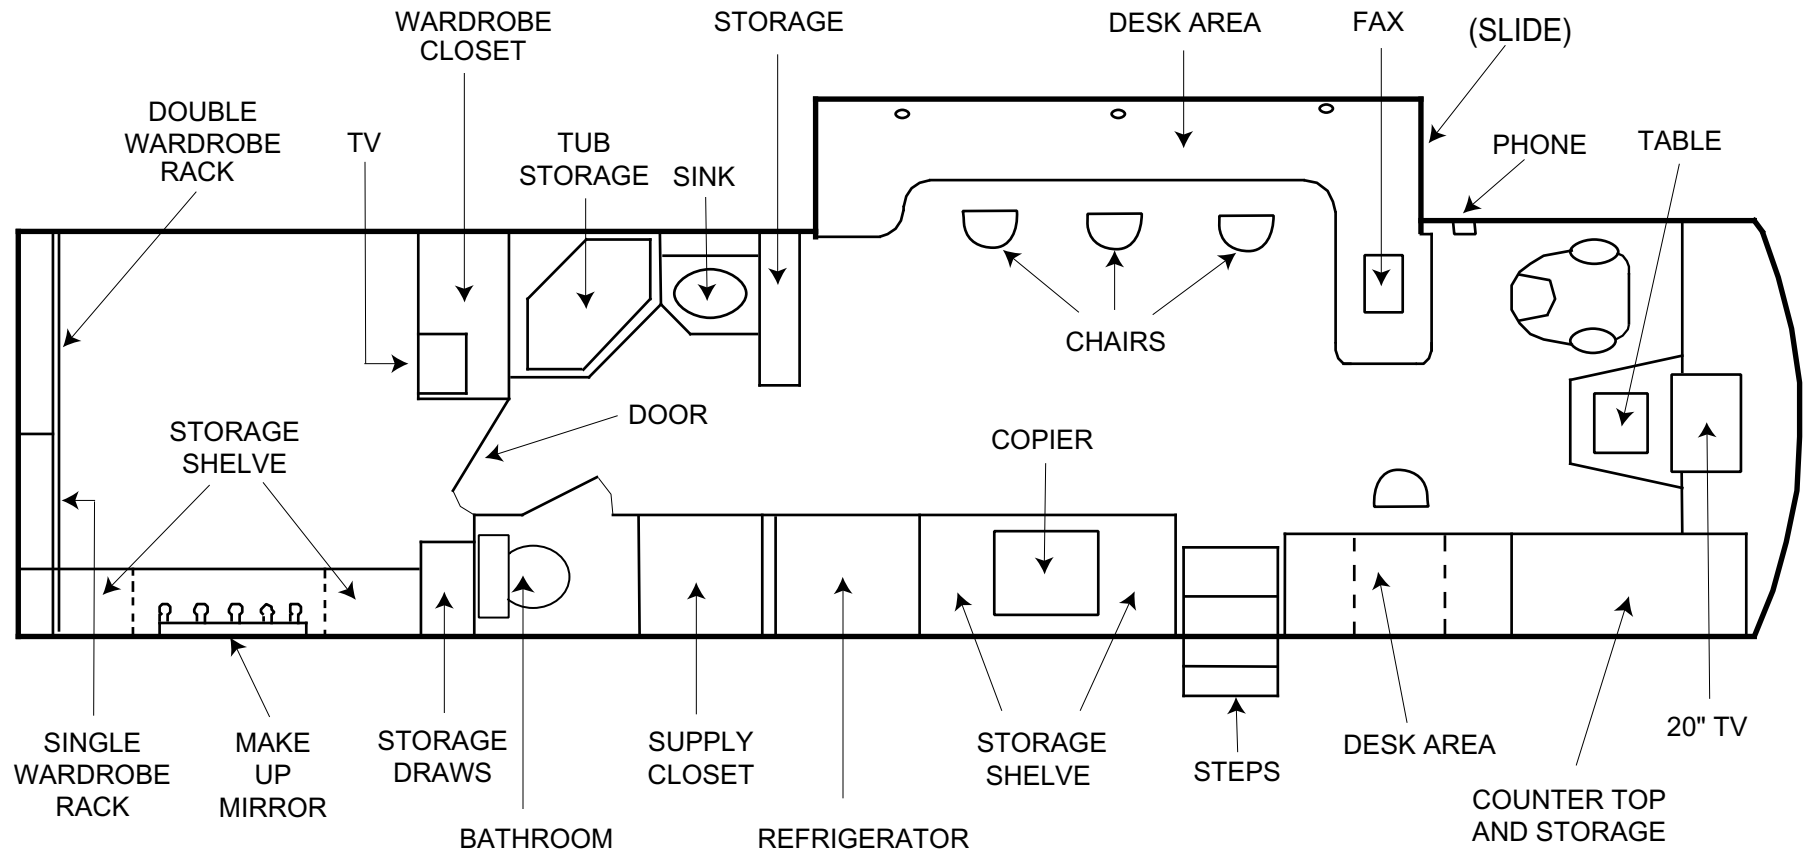 WARDROBE
CLOSET
STORAGE
DESK AREA
FAX
(SLIDE)
DOUBLE
WARDROBE
RACK
TV
TUB
STORAGE
SINK
PHONE
TABLE
CHAIRS
DOOR
STORAGE
SHELVE
COPIER
SINGLE
WARDROBE
RACK
MAKE
UP
MIRROR
STORAGE
DRAWS
BATHROOM
SUPPLY
CLOSET
REFRIGERATOR
STORAGE
SHELVE
STEPS
DESK AREA
COUNTER TOP
AND STORAGE
20" TV